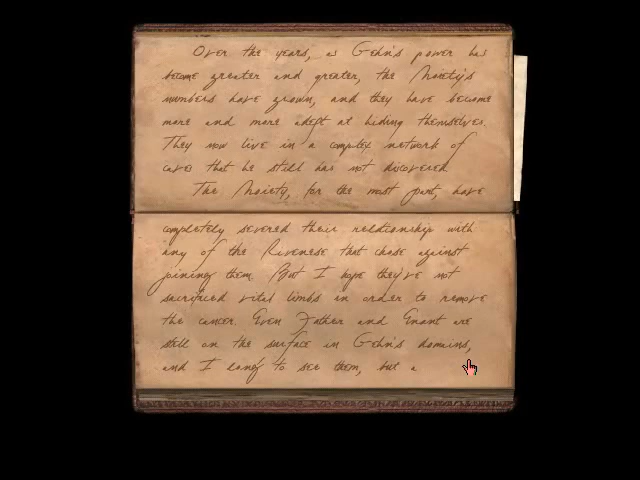 Over the years, as Gehn's power has
become greater and greater, the Moiety's
numbers have grown, and they have become
more and more adept at hiding themselves.
They now live in a complex network of
caves that he still has not discovered
The Moiety, for the most part, have
completely severed their relationship with
any of the Rivenese that chose against
joining them. But I hope they've not
sacrificed vital limbs in order to remove
the cancer. Even Father and Enant are
still on the surface in Gehn's domains,
and I long to see them, but a